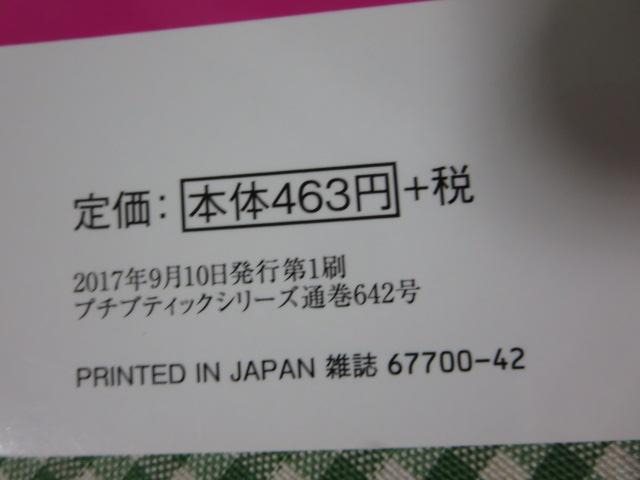 定価：本体463円+税
2017年9月10日発行第1刷
プチブティックシリーズ通巻642号
PRINTED IN JAPAN 雑誌 67700-42